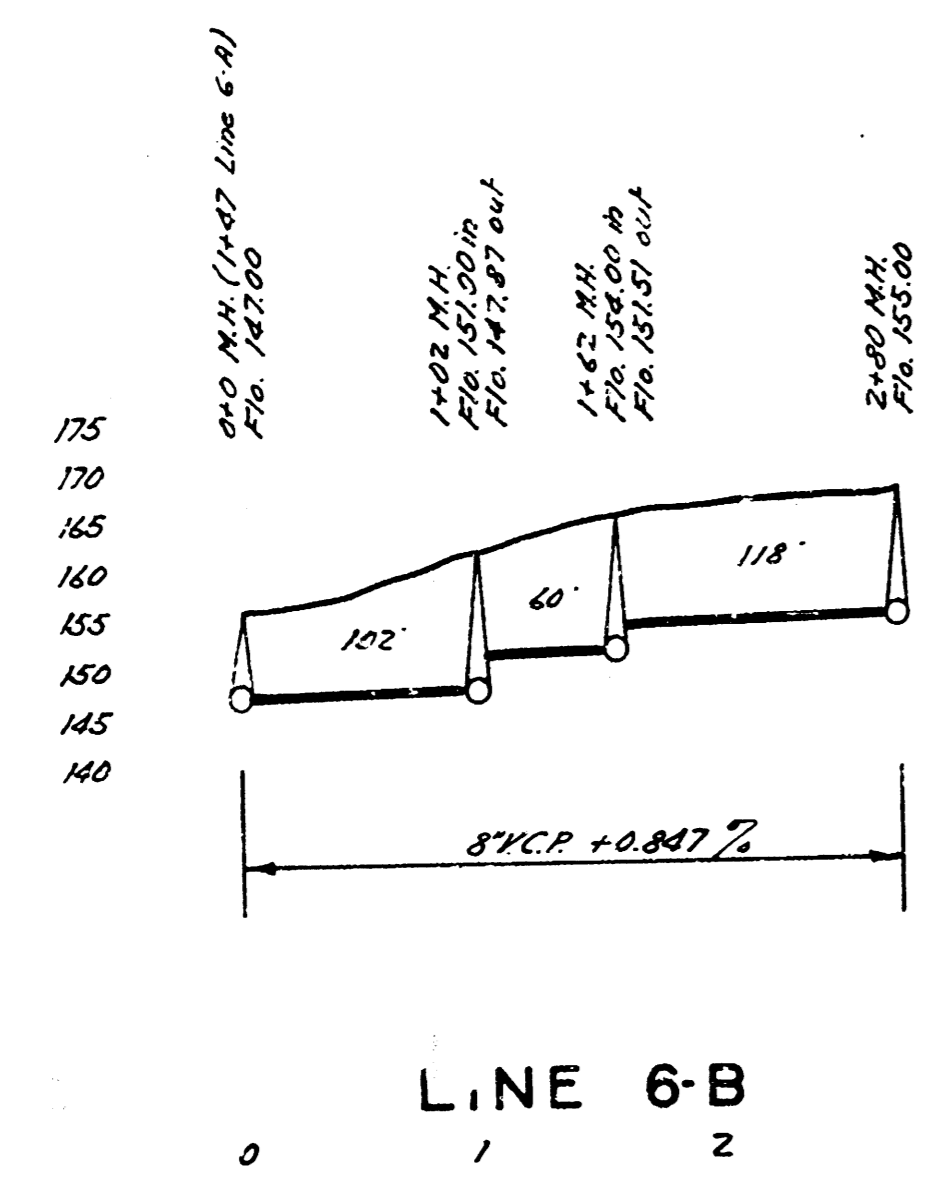 0+0 M.H. (1+47 Line 6-A)
Flo. 147.00
1+02 M.H.
Flo. 151.00 in
Flo. 147.87 out
1+62 M.H.
Flo. 154.00 in
Flo. 151.51 out
2+80 M.H.
Flo. 155.00
175
170
165
160
155
150
145
140
102'
60'
118'
8" V.C.P. +0.847 %
LINE 6-B
0 1 2